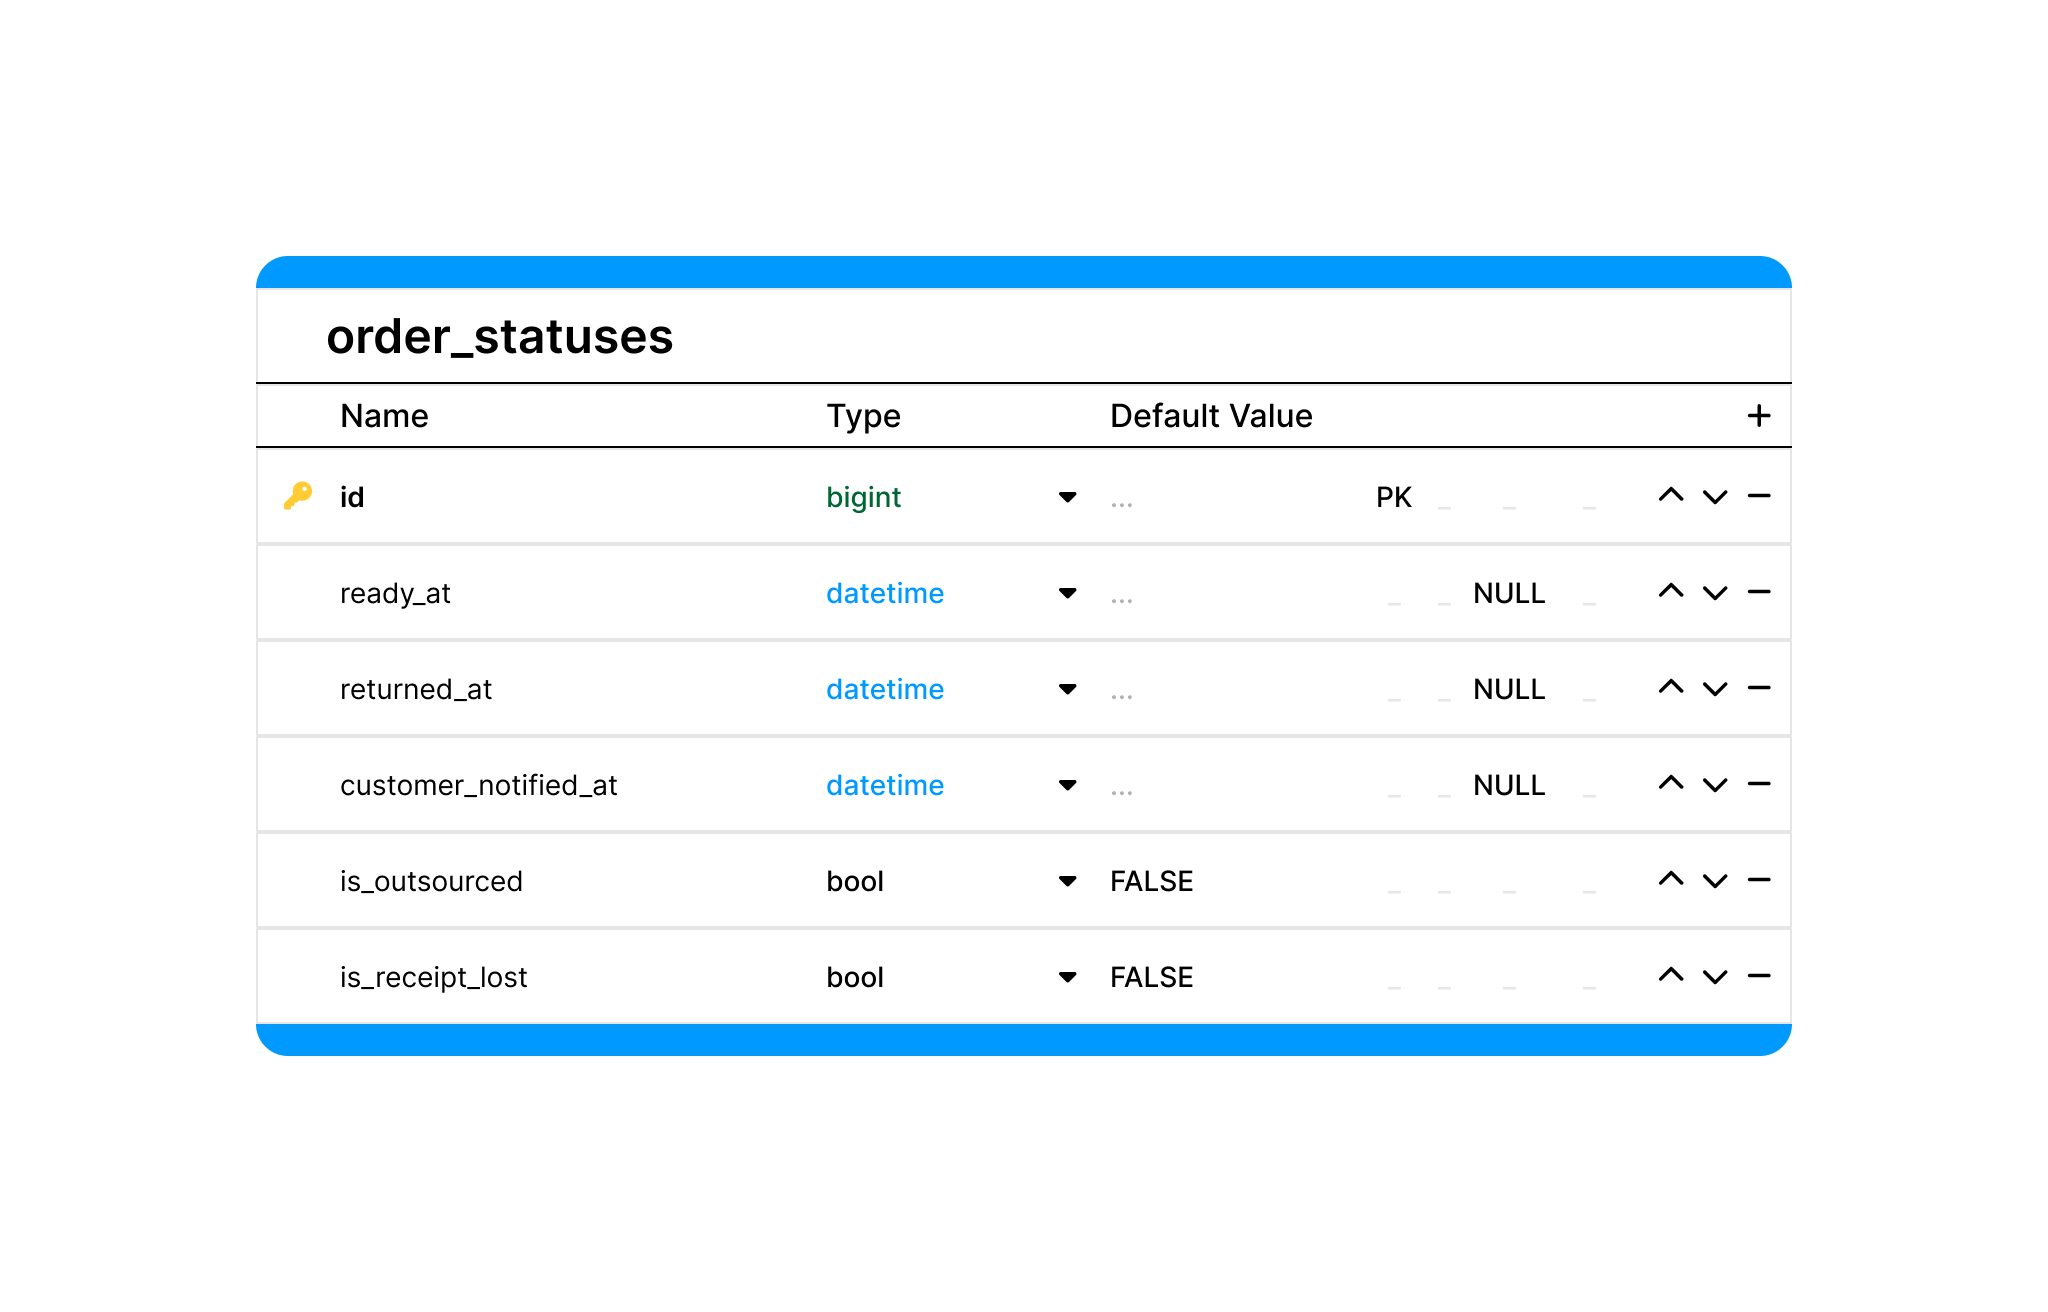 order_statuses
Name Type Default Value +
id bigint ... PK _ _ _
ready_at datetime ... _ _ NULL _
returned_at datetime ... _ _ NULL _
customer_notified_at datetime ... _ _ NULL _
is_outsourced bool FALSE _ _ _ _
is_receipt_lost bool FALSE _ _ _ _